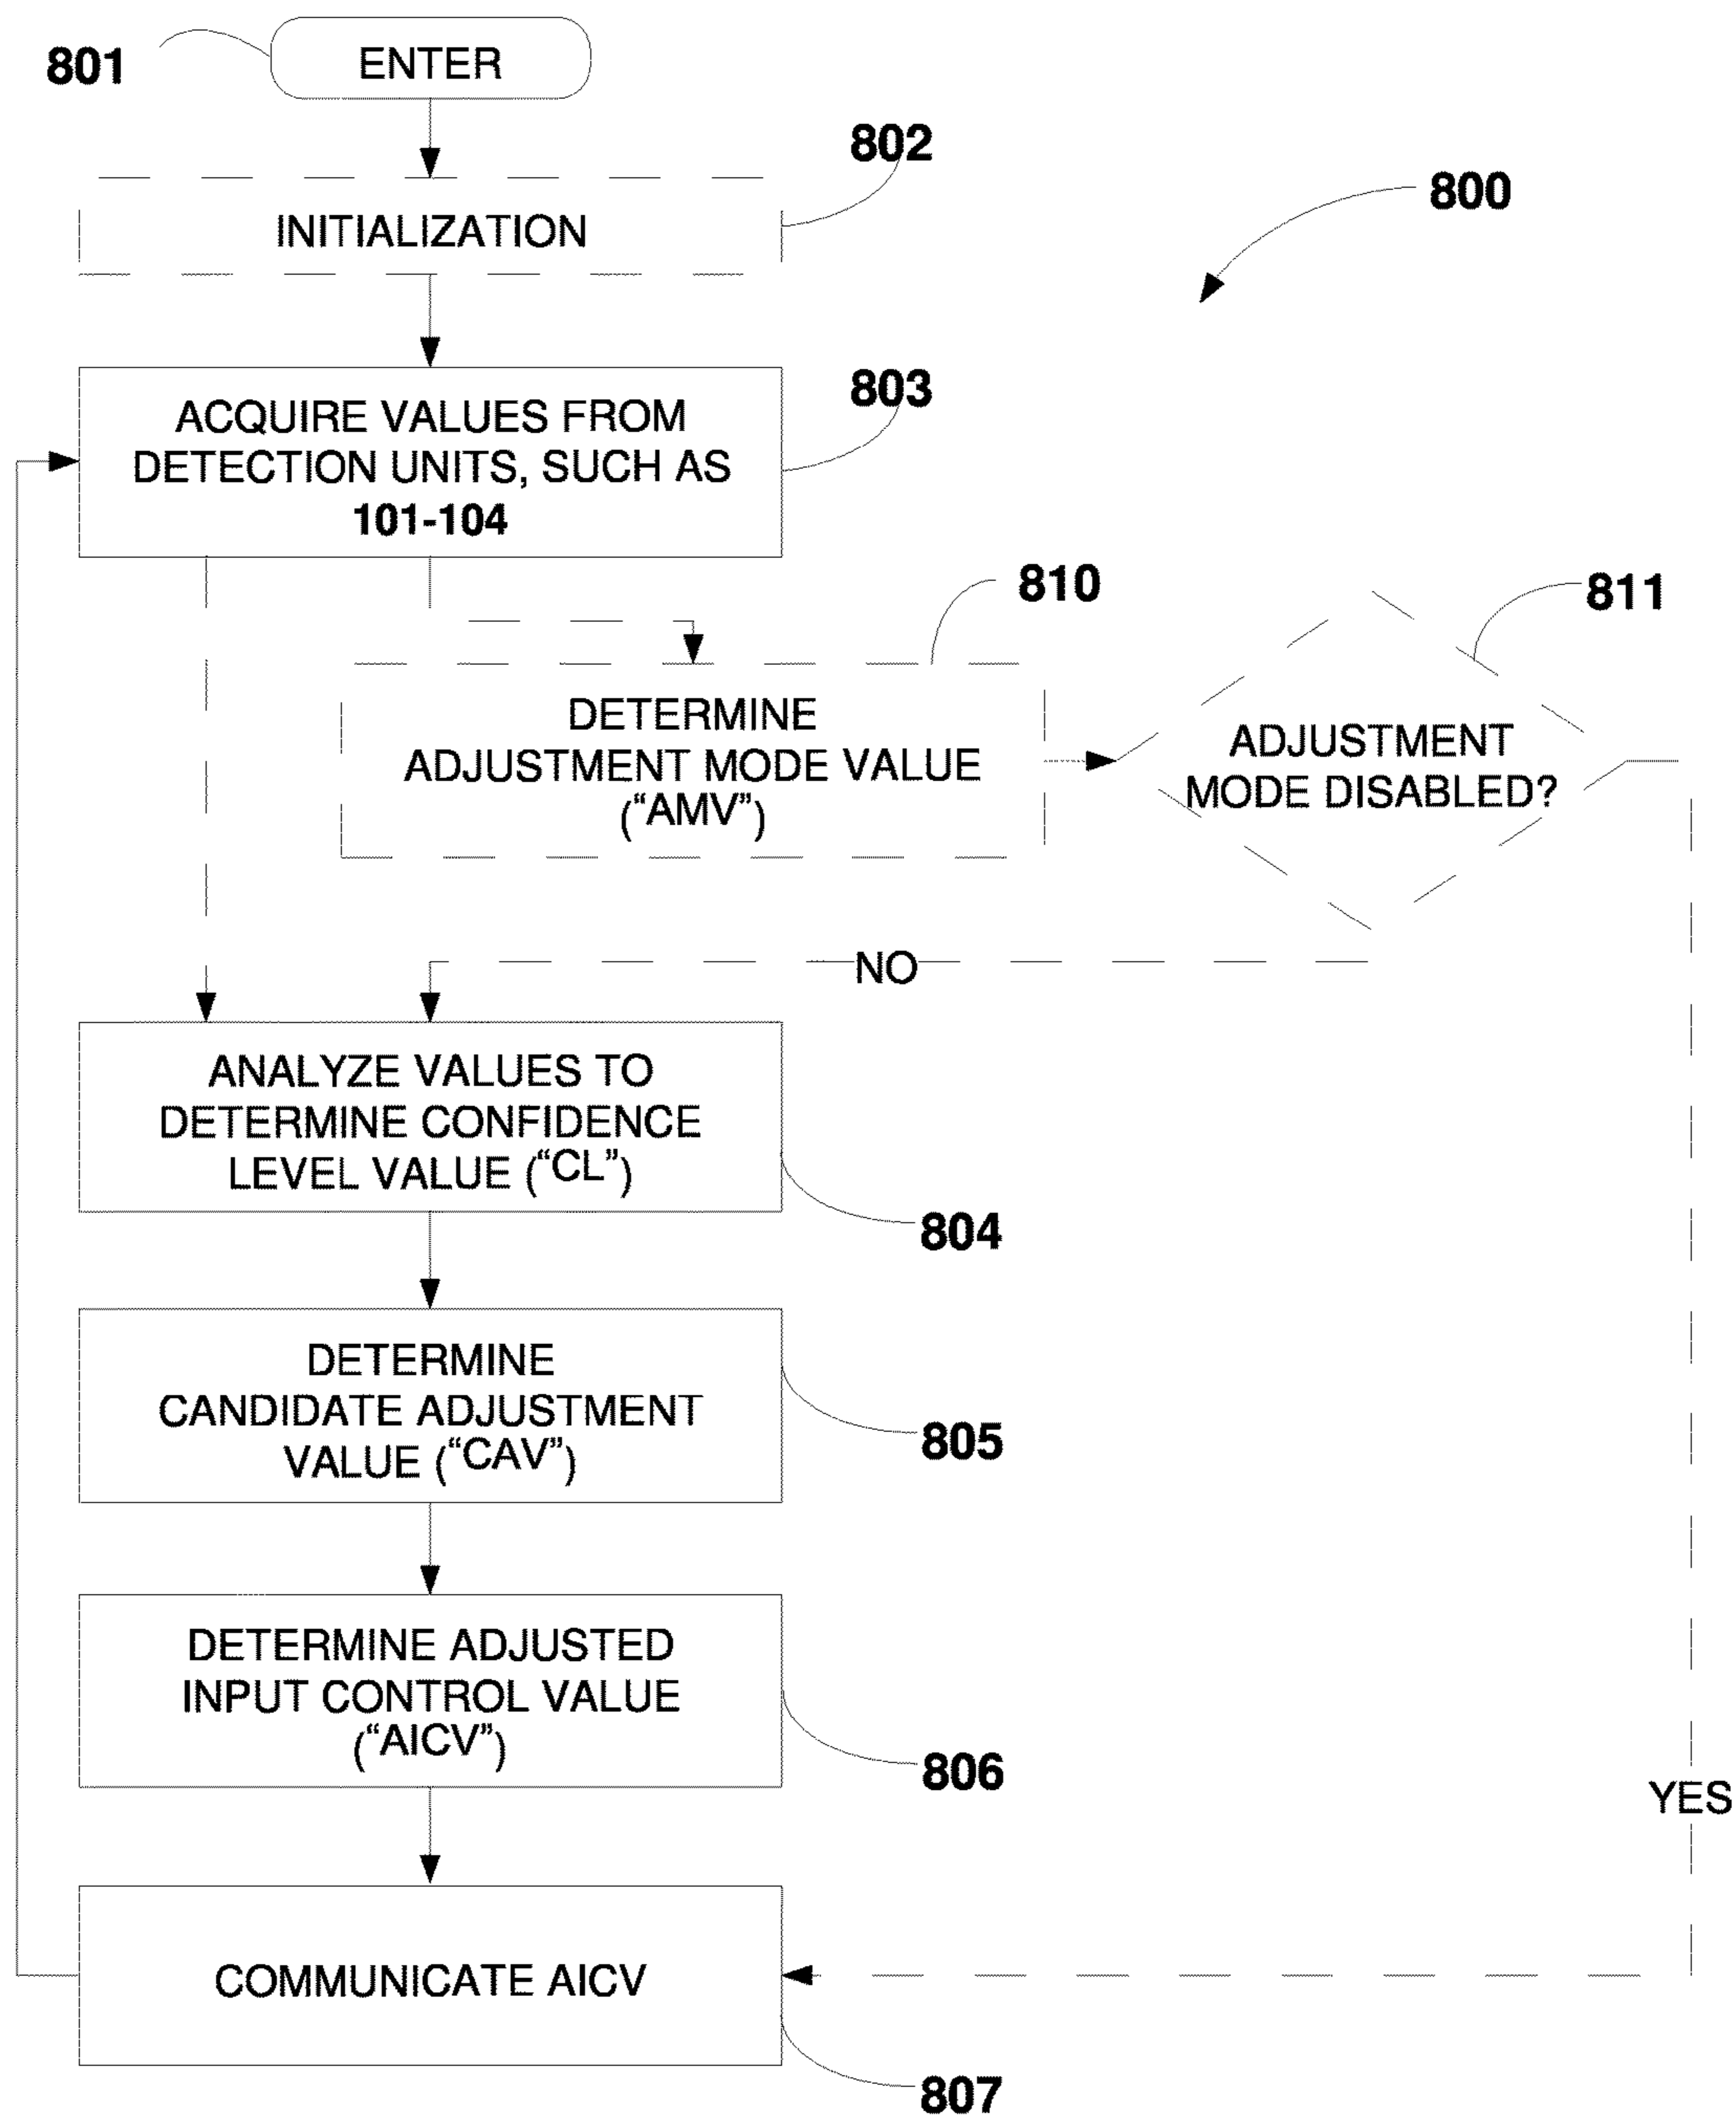 801
ENTER
802
800
INITIALIZATION
803
ACQUIRE VALUES FROM
DETECTION UNITS, SUCH AS
101-104
810
811
DETERMINE
ADJUSTMENT MODE VALUE
("AMV")
ADJUSTMENT
MODE DISABLED?
NO
ANALYZE VALUES TO
DETERMINE CONFIDENCE
LEVEL VALUE ("CL")
804
DETERMINE
CANDIDATE ADJUSTMENT
VALUE ("CAV")
805
DETERMINE ADJUSTED
INPUT CONTROL VALUE
("AICV")
806
YES
COMMUNICATE AICV
807